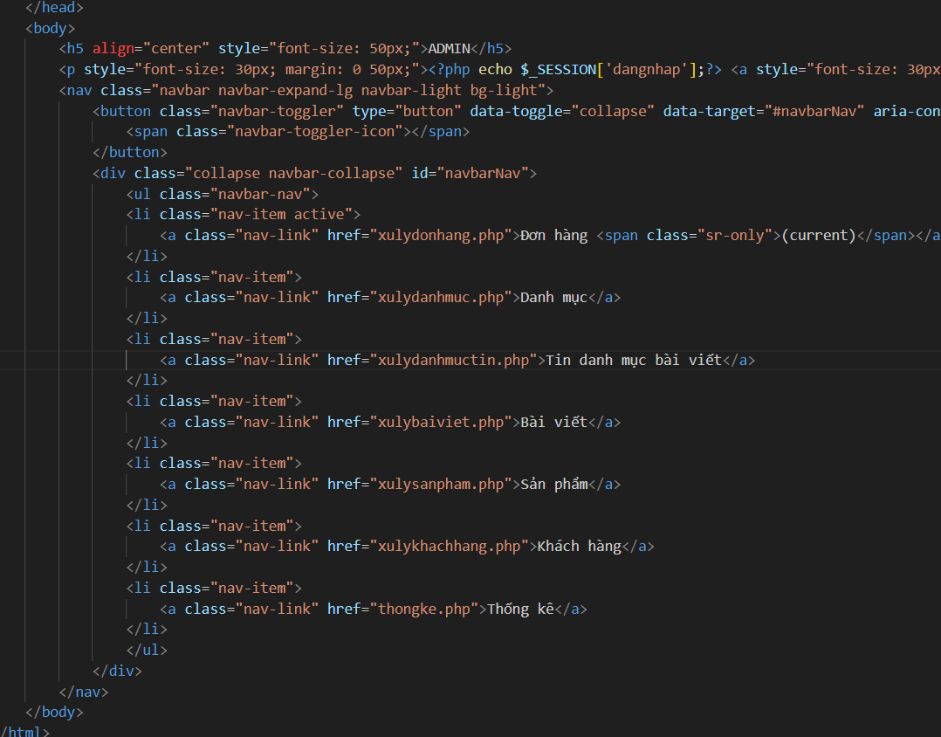 </head>
<body>
<h5 align="center" style="font-size: 50px;">ADMIN</h5>
<p style="font-size: 30px; margin: 0 50px;"><?php echo $_SESSION['dangnhap'];?> <a style="font-size: 30px
<nav class="navbar navbar-expand-lg navbar-light bg-light">
<button class="navbar-toggler" type="button" data-toggle="collapse" data-target="#navbarNav" aria-con
<span class="navbar-toggler-icon"></span>
</button>
<div class="collapse navbar-collapse" id="navbarNav">
<ul class="navbar-nav">
<li class="nav-item active">
<a class="nav-link" href="xulydonhang.php">Đơn hàng <span class="sr-only">(current)</span></a
</li>
<li class="nav-item">
<a class="nav-link" href="xulydanhmuc.php">Danh mục</a>
</li>
<li class="nav-item">
<a class="nav-link" href="xulydanhmuctin.php">Tin danh mục bài viết</a>
</li>
<li class="nav-item">
<a class="nav-link" href="xulybaiviet.php">Bài viết</a>
</li>
<li class="nav-item">
<a class="nav-link" href="xulysanpham.php">Sản phẩm</a>
</li>
<li class="nav-item">
<a class="nav-link" href="xulykhachhang.php">Khách hàng</a>
</li>
<li class="nav-item">
<a class="nav-link" href="thongke.php">Thống kê</a>
</li>
</ul>
</div>
</nav>
</body>
/html>